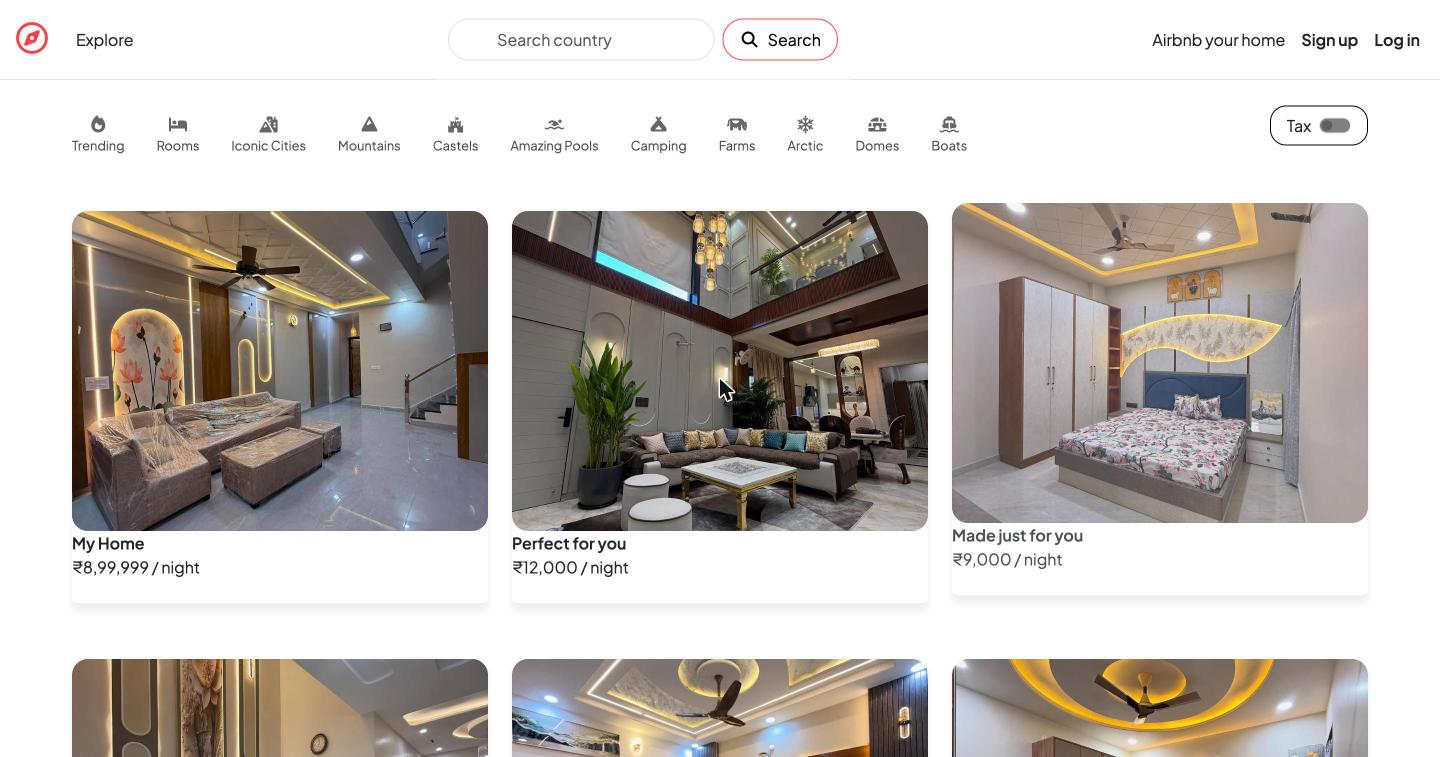 Explore
Search country
Search
Airbnb your home
Sign up
Log in
Trending
Rooms
Iconic Cities
Mountains
Castels
Amazing Pools
Camping
Farms
Arctic
Domes
Boats
Tax
My Home
₹8,99,999 / night
Perfect for you
₹12,000 / night
Made just for you
₹9,000 / night